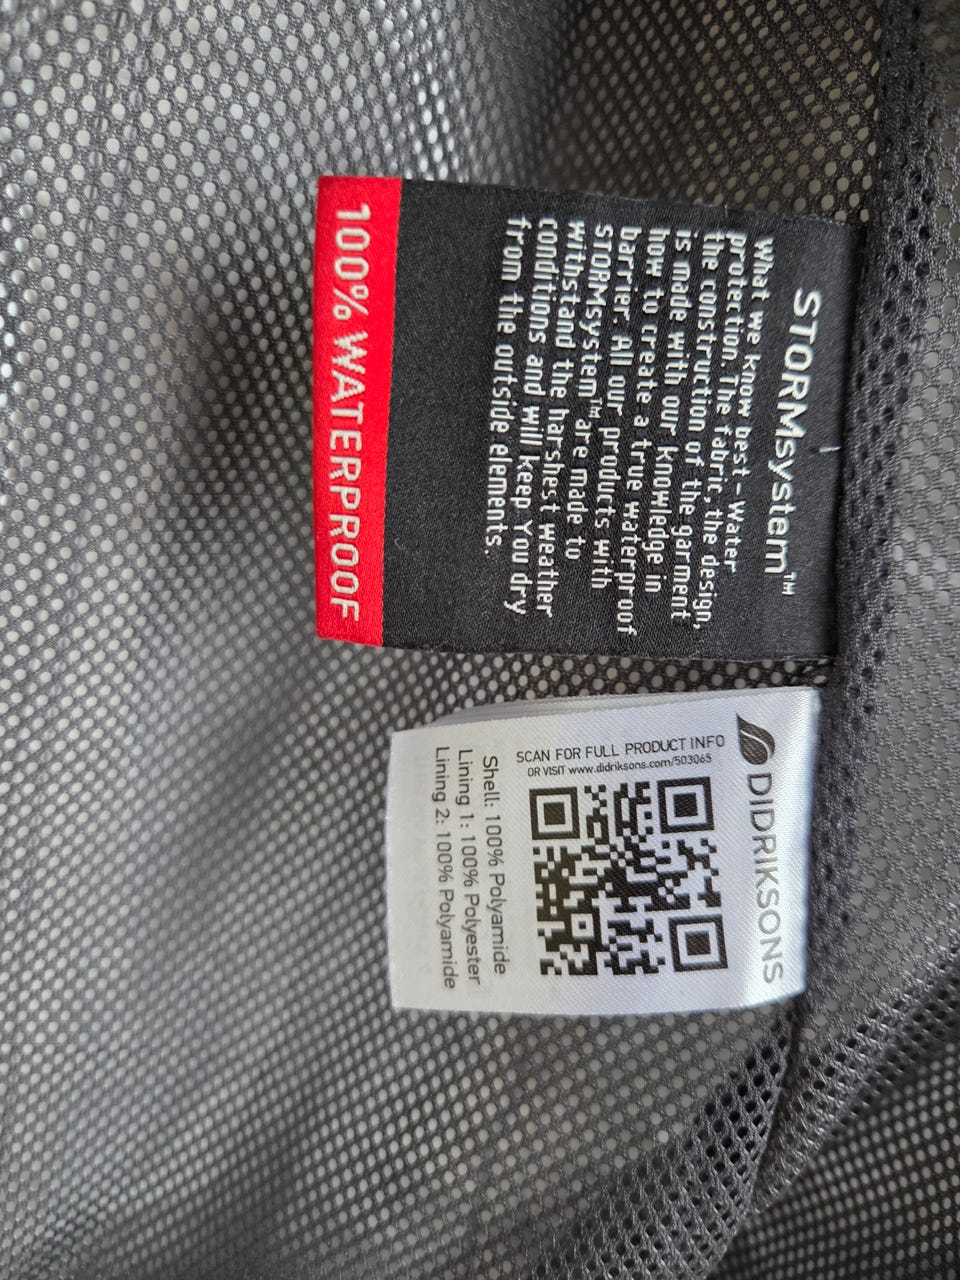 STORMsystem™
What we know best - Water
protection. The fabric, the design,
the construction of the garment
is made with our knowledge in
how to create a true waterproof
barrier. All our products with
STORMsystem™ are made to
withstand the harshest weather
conditions and will keep you dry
from the outside elements.
100% WATERPROOF
DIDRIKSONS
SCAN FOR FULL PRODUCT INFO
OR VISIT www.didriksons.com/503065
Shell: 100% Polyamide
Lining 1: 100% Polyester
Lining 2: 100% Polyamide